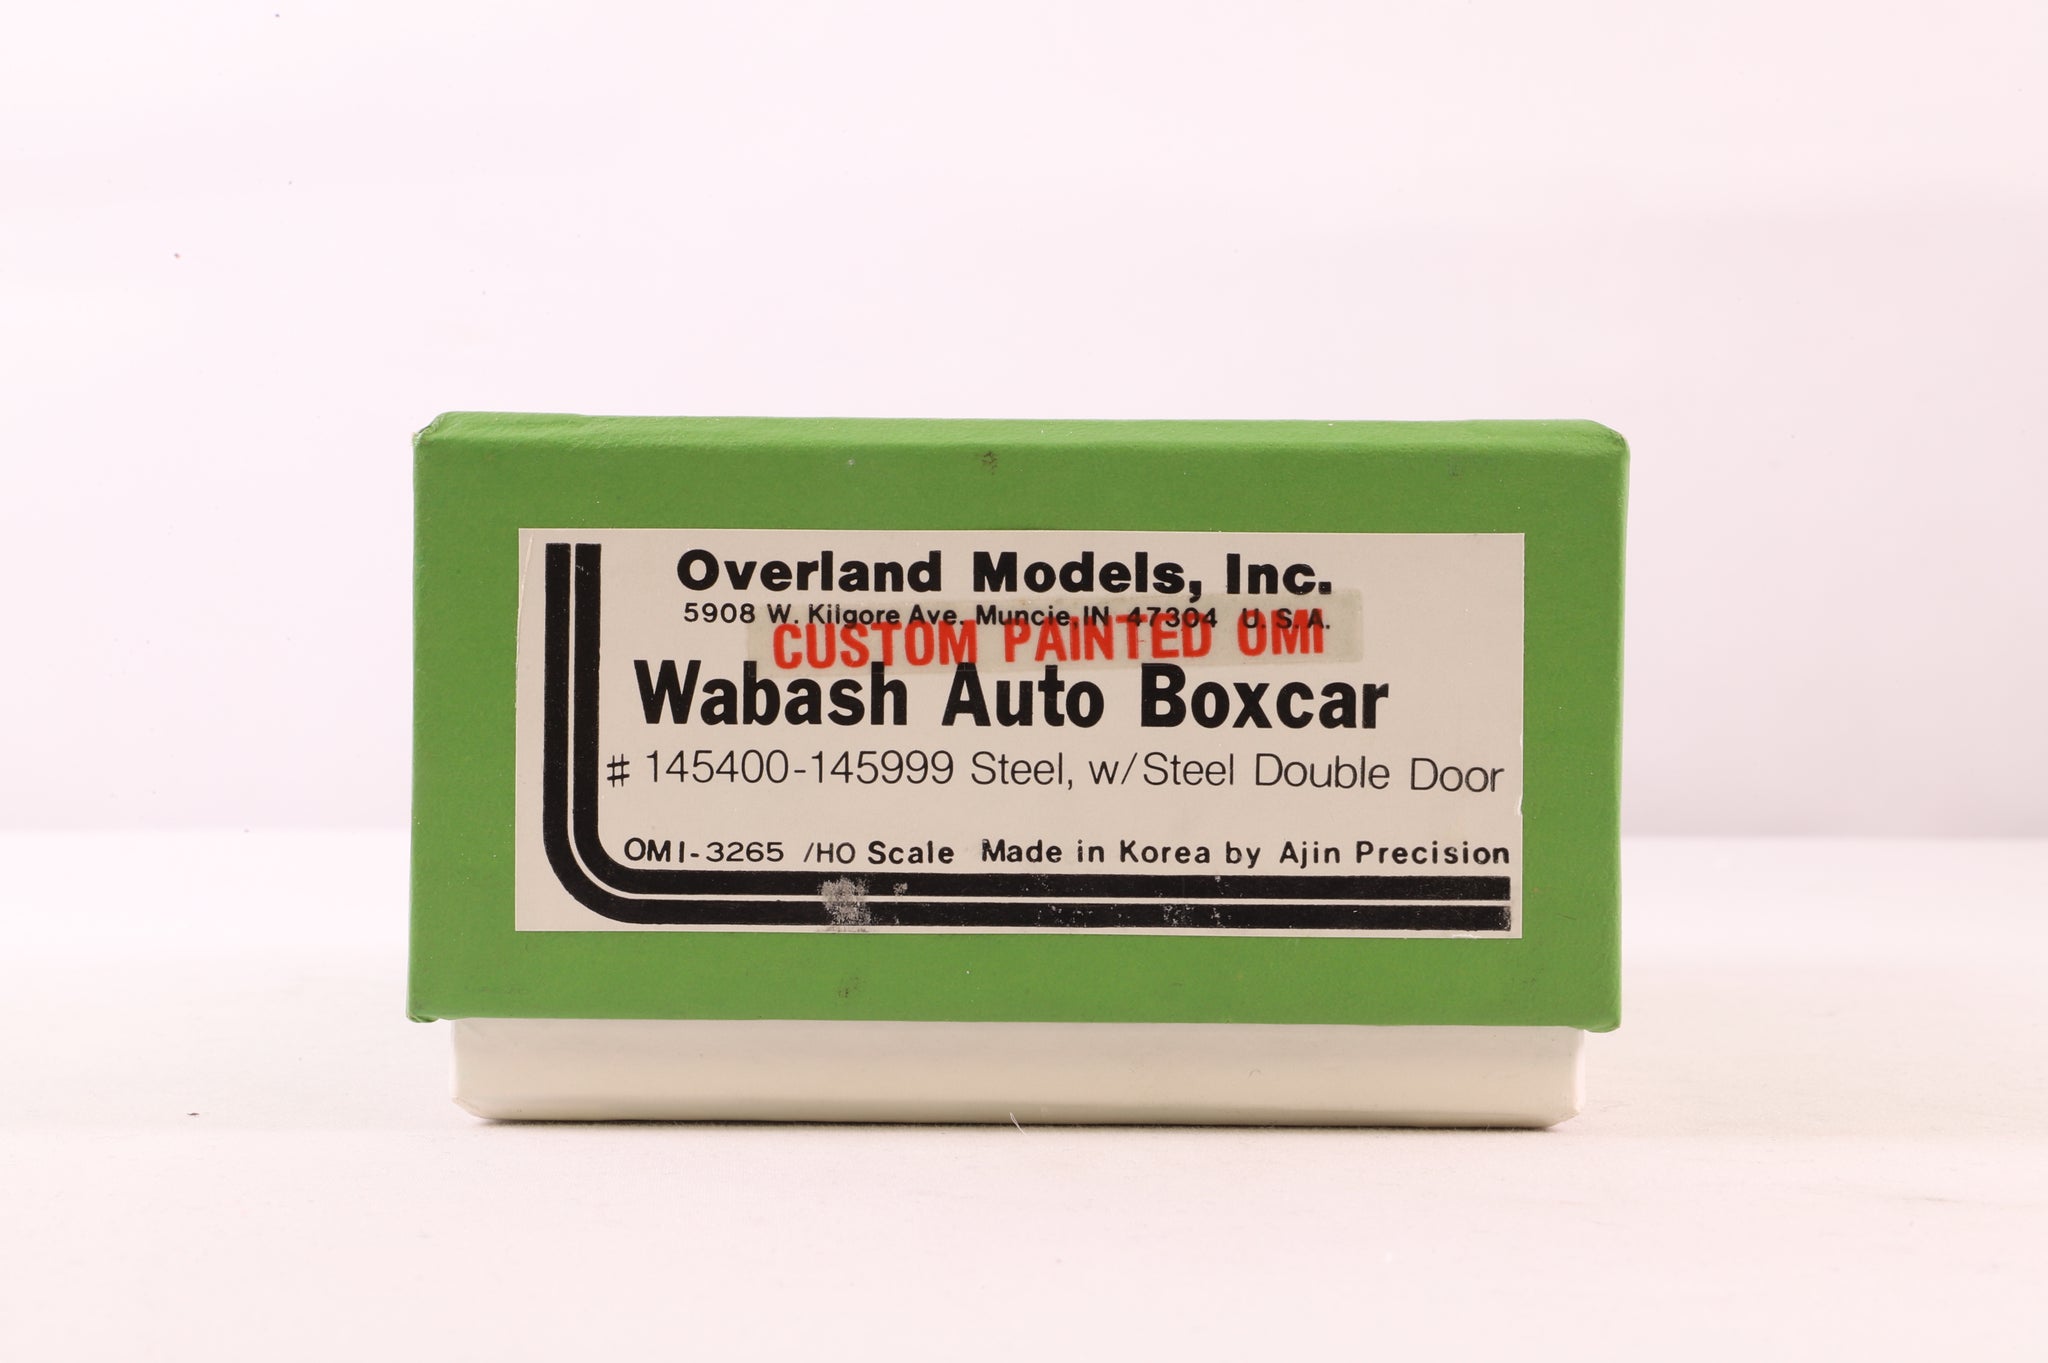 Overland Models, Inc.
5908 W. Kilgore Ave. Muncie, IN 47304 U.S.A.
CUSTOM PAINTED OMI
Wabash Auto Boxcar
# 145400-145999 Steel, w/Steel Double Door
OMI-3265 /HO Scale Made in Korea by Ajin Precision